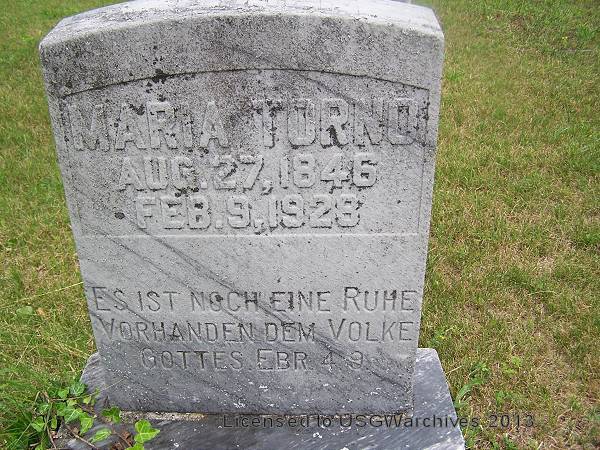 MARIA TORNO
AUG. 27, 1846
FEB. 9, 1929
ES IST NOCH EINE RUHE
VORHANDEN DEM VOLKE
GOTTES. EBR. 4. 9.
Licensed to USGWarchives 2013